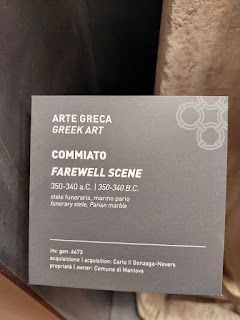 ARTE GRECA
GREEK ART
COMMIATO
FAREWELL SCENE
350-340 a.C. | 350-340 B.C.
stele funeraria, marmo pario
funerary stele, Parian marble
inv. gen. 6673
acquisizione | acquisition: Carlo II Gonzaga-Nevers
proprietà | owner: Comune di Mantova